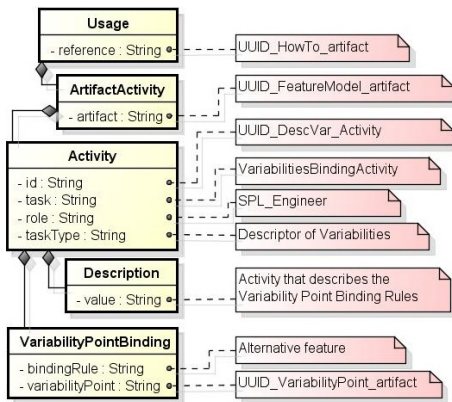 Usage
- reference : String
UUID_HowTo_artifact
ArtifactActivity
- artifact : String
UUID_FeatureModel_artifact
Activity
UUID_DescVar_Activity
- id : String
- task : String
VariabilitiesBindingActivity
- role : String
SPL_Engineer
- taskType : String
Descriptor of Variabilities
Description
- value : String
Activity that describes the
Variability Point Binding Rules
VariabilityPointBinding
- bindingRule : String
Alternative feature
- variabilityPoint : String
UUID_VariabilityPoint_artifact